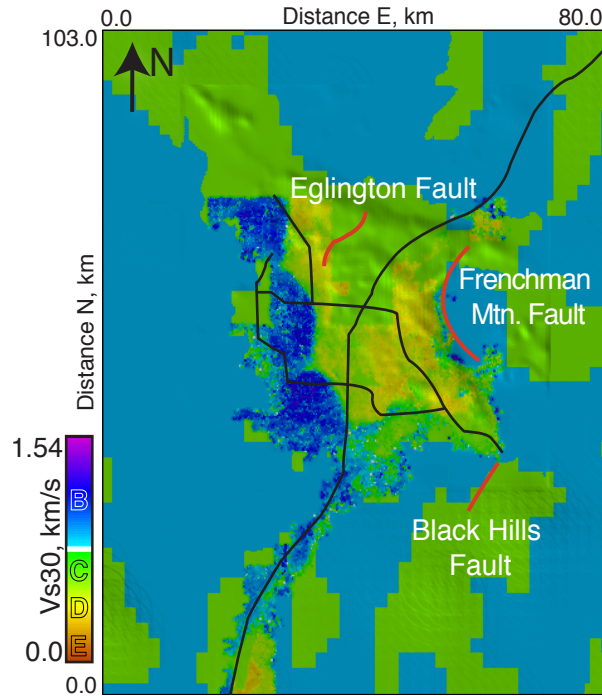 0.0
Distance E, km
80.0
103.0
N
Eglington Fault
Frenchman
Mtn. Fault
Distance N, km
1.54
Vs30, km/s
B
C
D
E
0.0
Black Hills
Fault
0.0